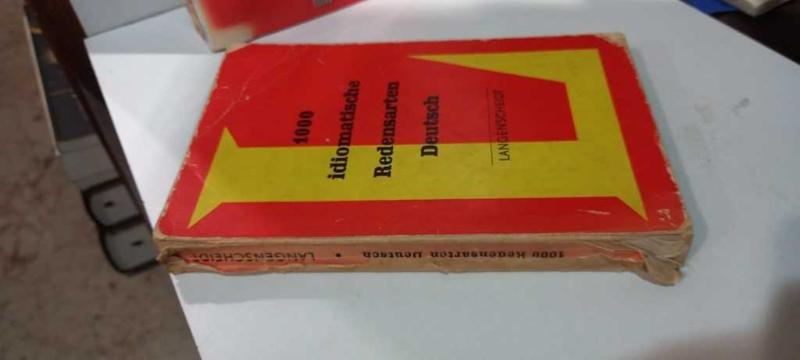 1000
idiomatische
Redensarten
Deutsch
LANGENSCHEIDT
1000 Redensarten Deutsch • LANGENSCHEIDT